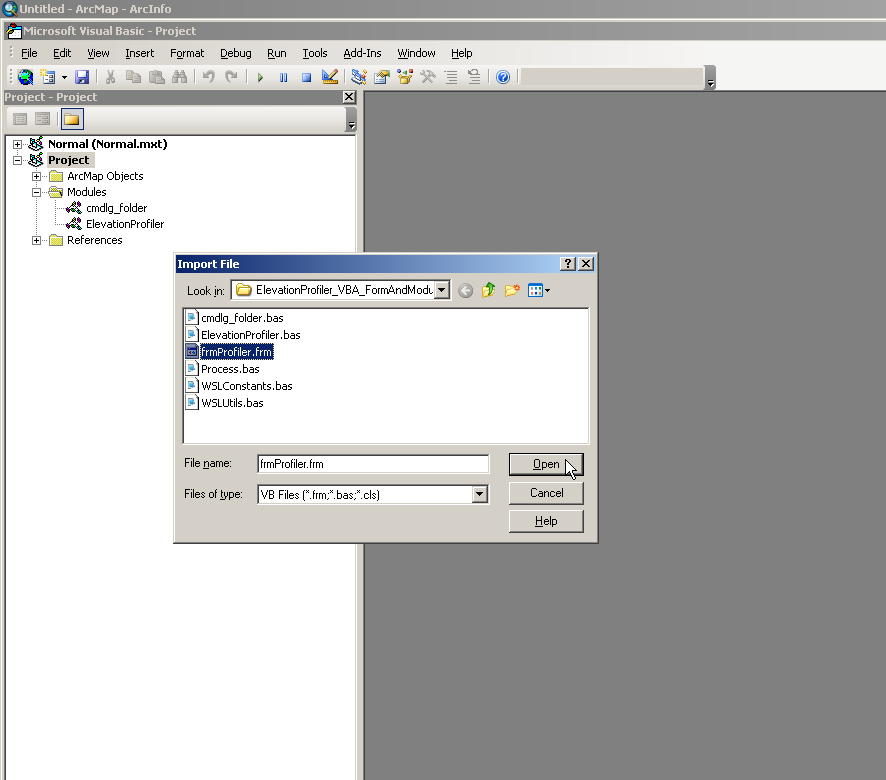 Untitled - ArcMap - ArcInfo
Microsoft Visual Basic - Project
File Edit View Insert Format Debug Run Tools Add-Ins Window Help
Project - Project
Normal (Normal.mxt)
Project
ArcMap Objects
Modules
cmdlg_folder
ElevationProfiler
References
Import File
Look in: ElevationProfiler_VBA_FormAndModu
cmdlg_folder.bas
ElevationProfiler.bas
frmProfiler.frm
Process.bas
WSLConstants.bas
WSLUtils.bas
File name: frmProfiler.frm Open
Files of type: VB Files (*.frm;*.bas;*.cls) Cancel
Help